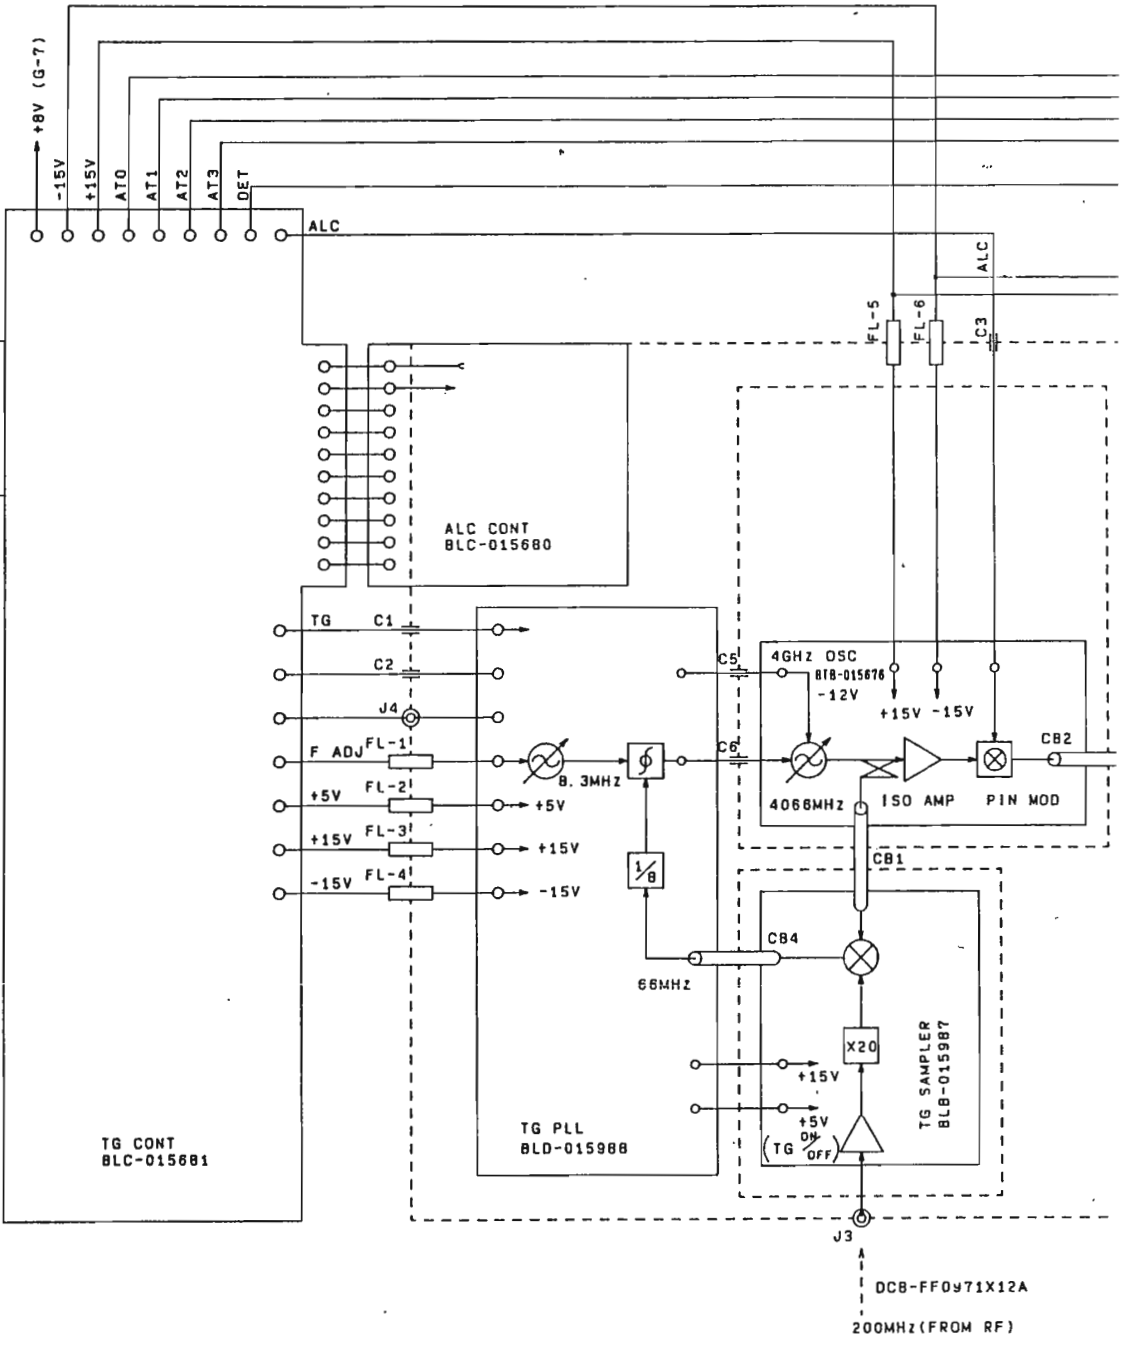 +8V (G-7)
-15V
+15V
AT0
AT1
AT2
AT3
DET
ALC
ALC
FL-5
FL-6
C3
ALC CONT
BLC-015680
TG
C1
C2
J4
F ADJ
FL-1
+5V
FL-2
+15V
FL-3
-15V
FL-4
8.3MHz
+5V
+15V
-15V
1/8
66MHz
C5
C6
4GHz OSC
BTB-015676
-12V
+15V
-15V
4066MHz
ISO AMP
PIN MOD
CB2
CB1
CB4
X20
TG SAMPLER
BLB-015987
+15V
+5V
(TG ON/OFF)
TG PLL
BLD-015988
TG CONT
BLC-015681
J3
DCB-FF0971X12A
200MHz(FROM RF)